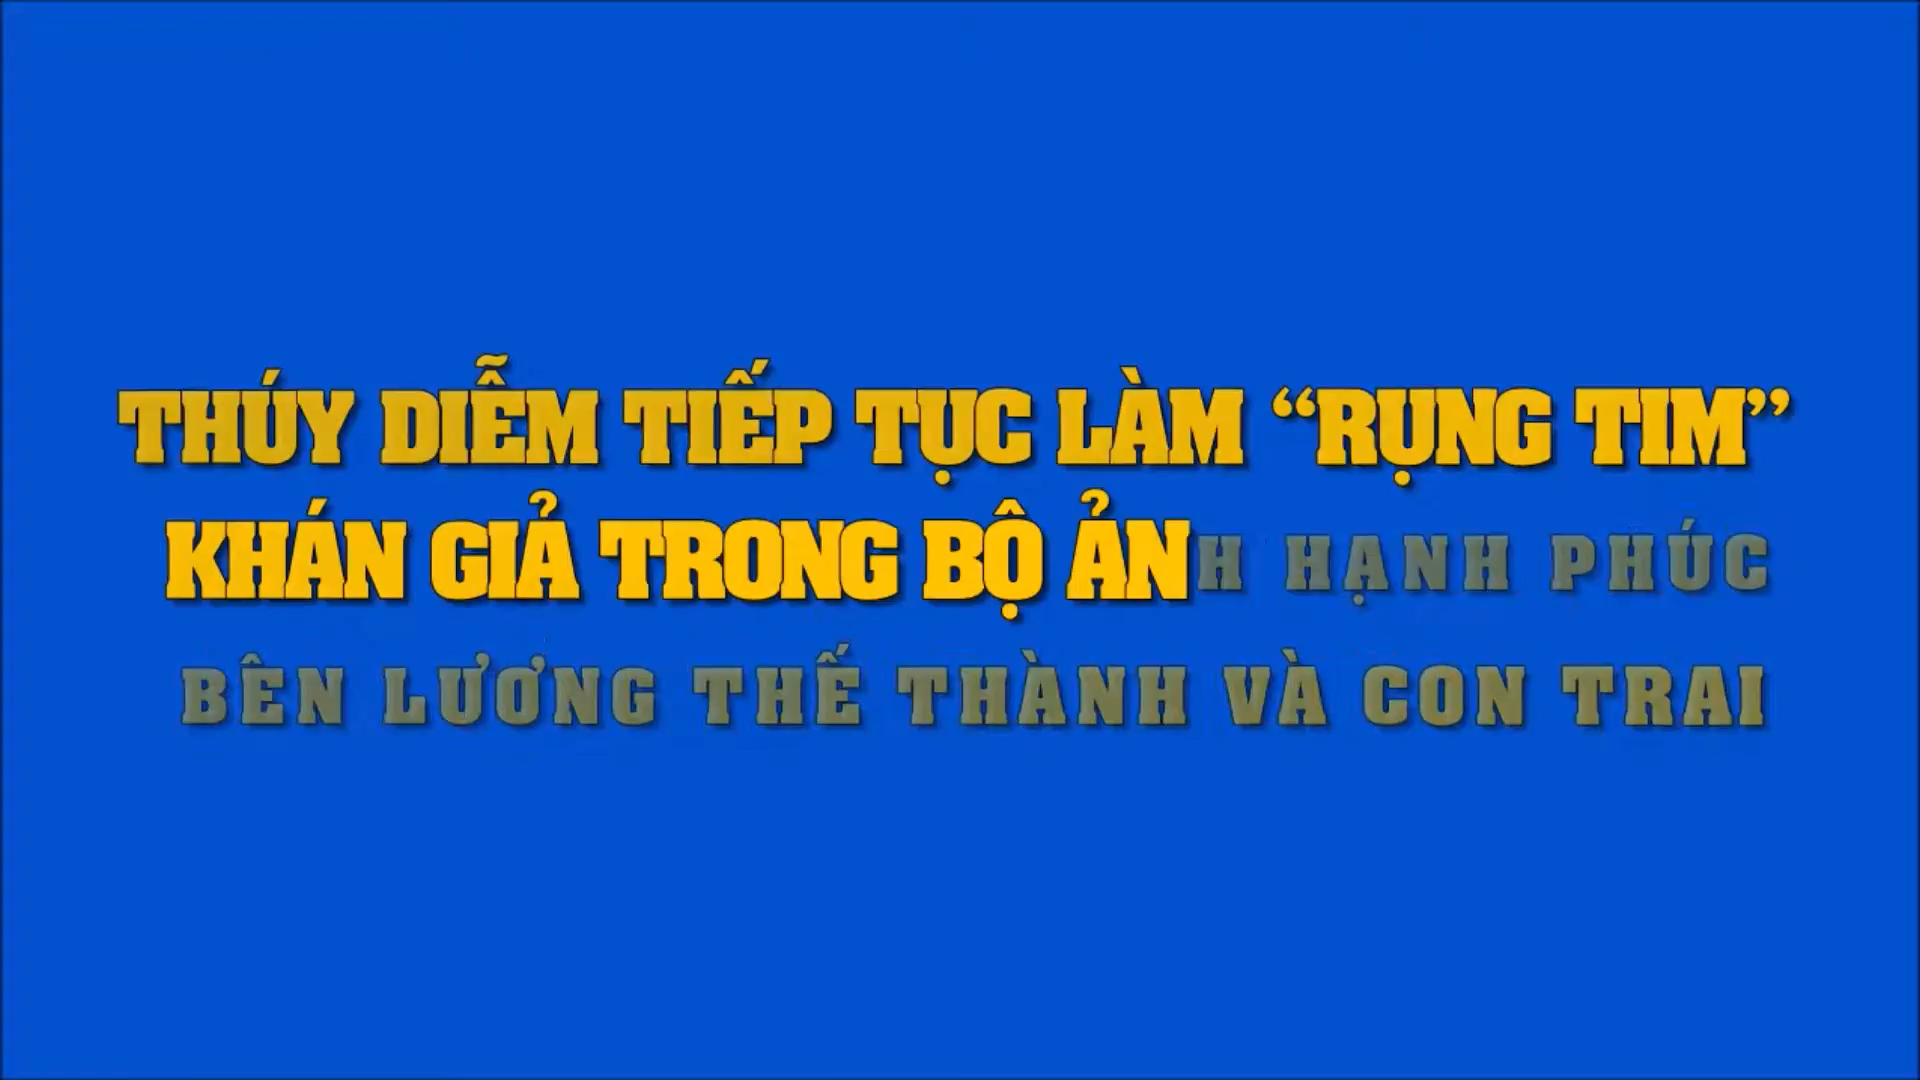 THÚY DIỄM TIẾP TỤC LÀM “RỤNG TIM”
KHÁN GIẢ TRONG BỘ ẢNH HẠNH PHÚC
BÊN LƯƠNG THẾ THÀNH VÀ CON TRAI